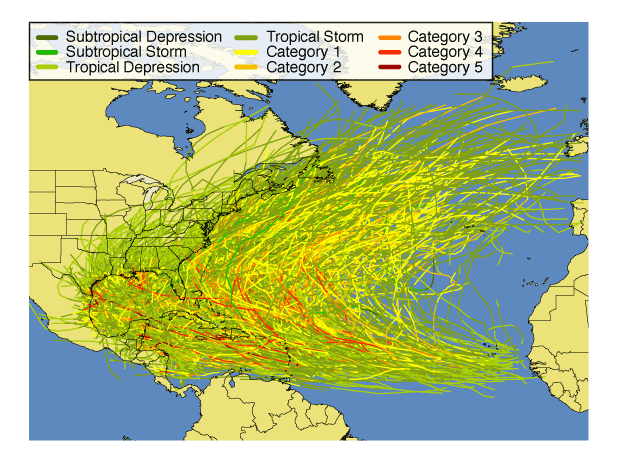 Subtropical Depression Tropical Storm Category 3
Subtropical Storm Category 1 Category 4
Tropical Depression Category 2 Category 5